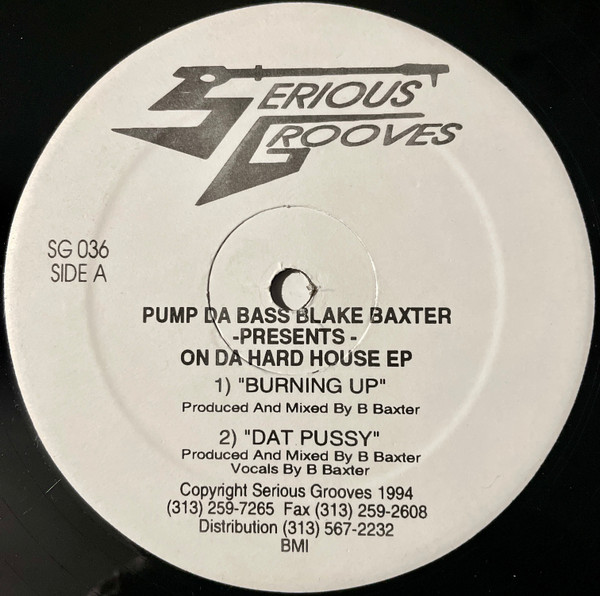 SERIOUS
GROOVES
SG 036
SIDE A
PUMP DA BASS BLAKE BAXTER
-PRESENTS-
ON DA HARD HOUSE EP
1) "BURNING UP"
Produced And Mixed By B Baxter
2) "DAT PUSSY"
Produced And Mixed By B Baxter
Vocals By B Baxter
Copyright Serious Grooves 1994
(313) 259-7265 Fax (313) 259-2608
Distribution (313) 567-2232
BMI